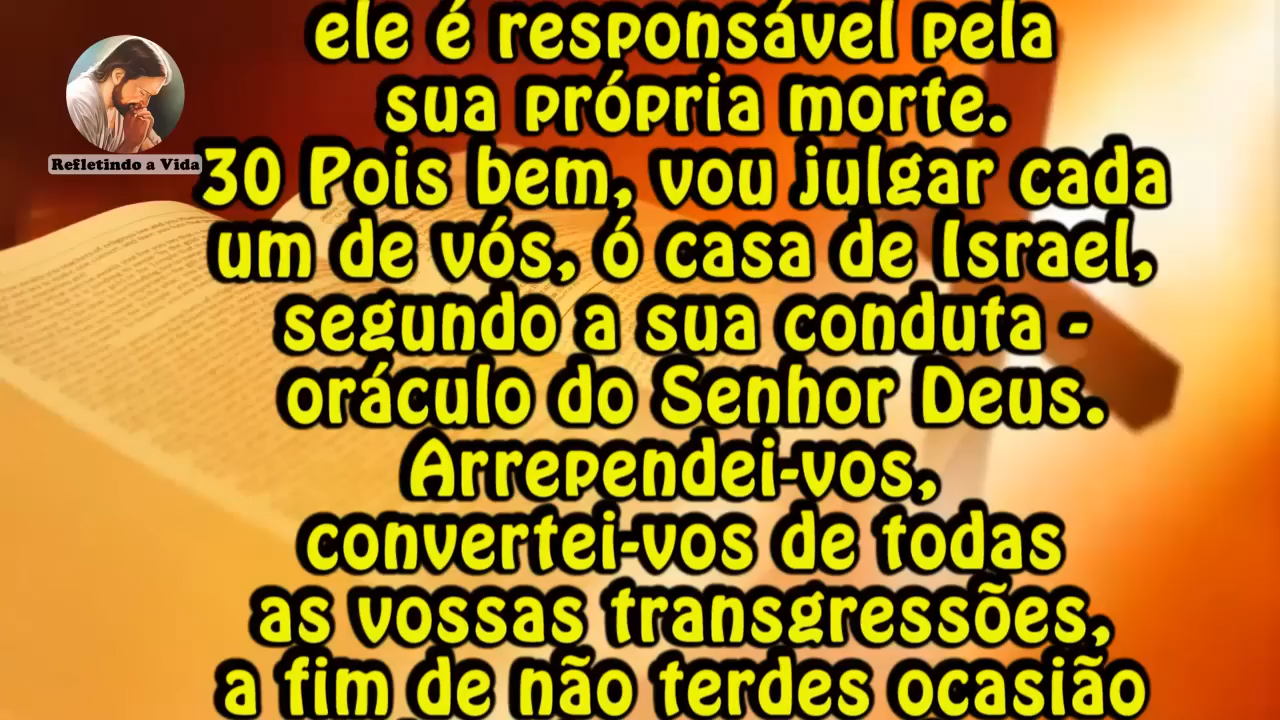 ele é responsável pela
sua própria morte.
Refletindo a Vida
30 Pois bem, vou julgar cada
um de vós, ó casa de Israel,
segundo a sua conduta -
oráculo do Senhor Deus.
Arrependei-vos,
convertei-vos de todas
as vossas transgressões,
a fim de não terdes ocasião